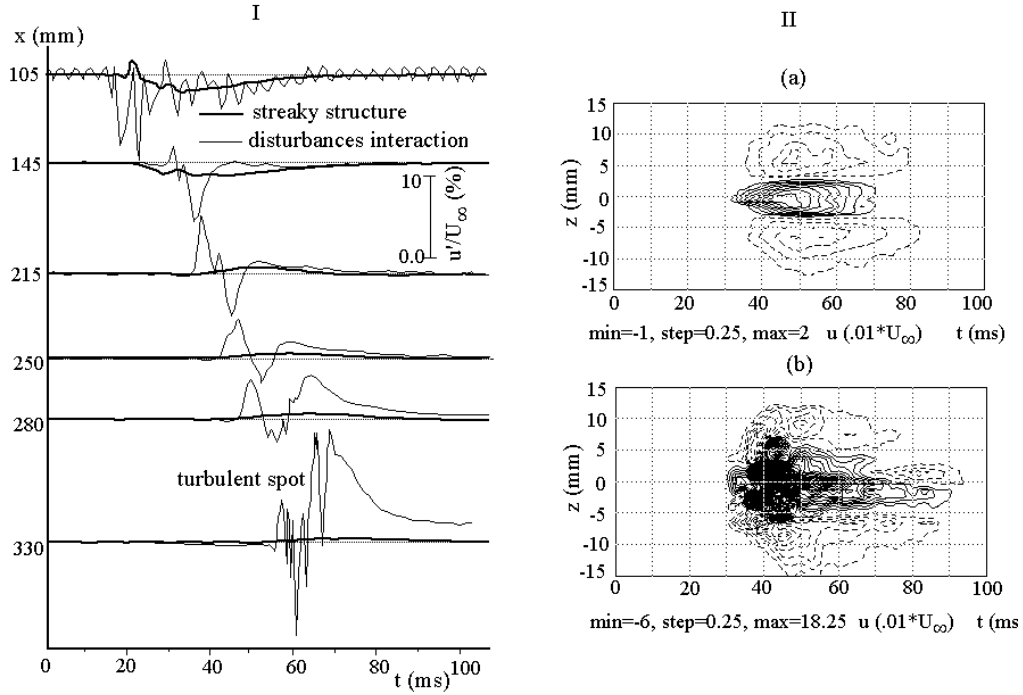 I
x (mm)
105
streaky structure
disturbances interaction
145
10
0.0
u'/U∞ (%)
215
250
280
turbulent spot
330
0 20 40 60 80 100
t (ms)
II
(a)
15
10
5
0
-5
-10
-15
z (mm)
0 20 40 60 80 100
min=-1, step=0.25, max=2 u (.01*U∞) t (ms)
(b)
15
10
5
0
-5
-10
-15
z (mm)
0 20 40 60 80 100
min=-6, step=0.25, max=18.25 u (.01*U∞) t (ms